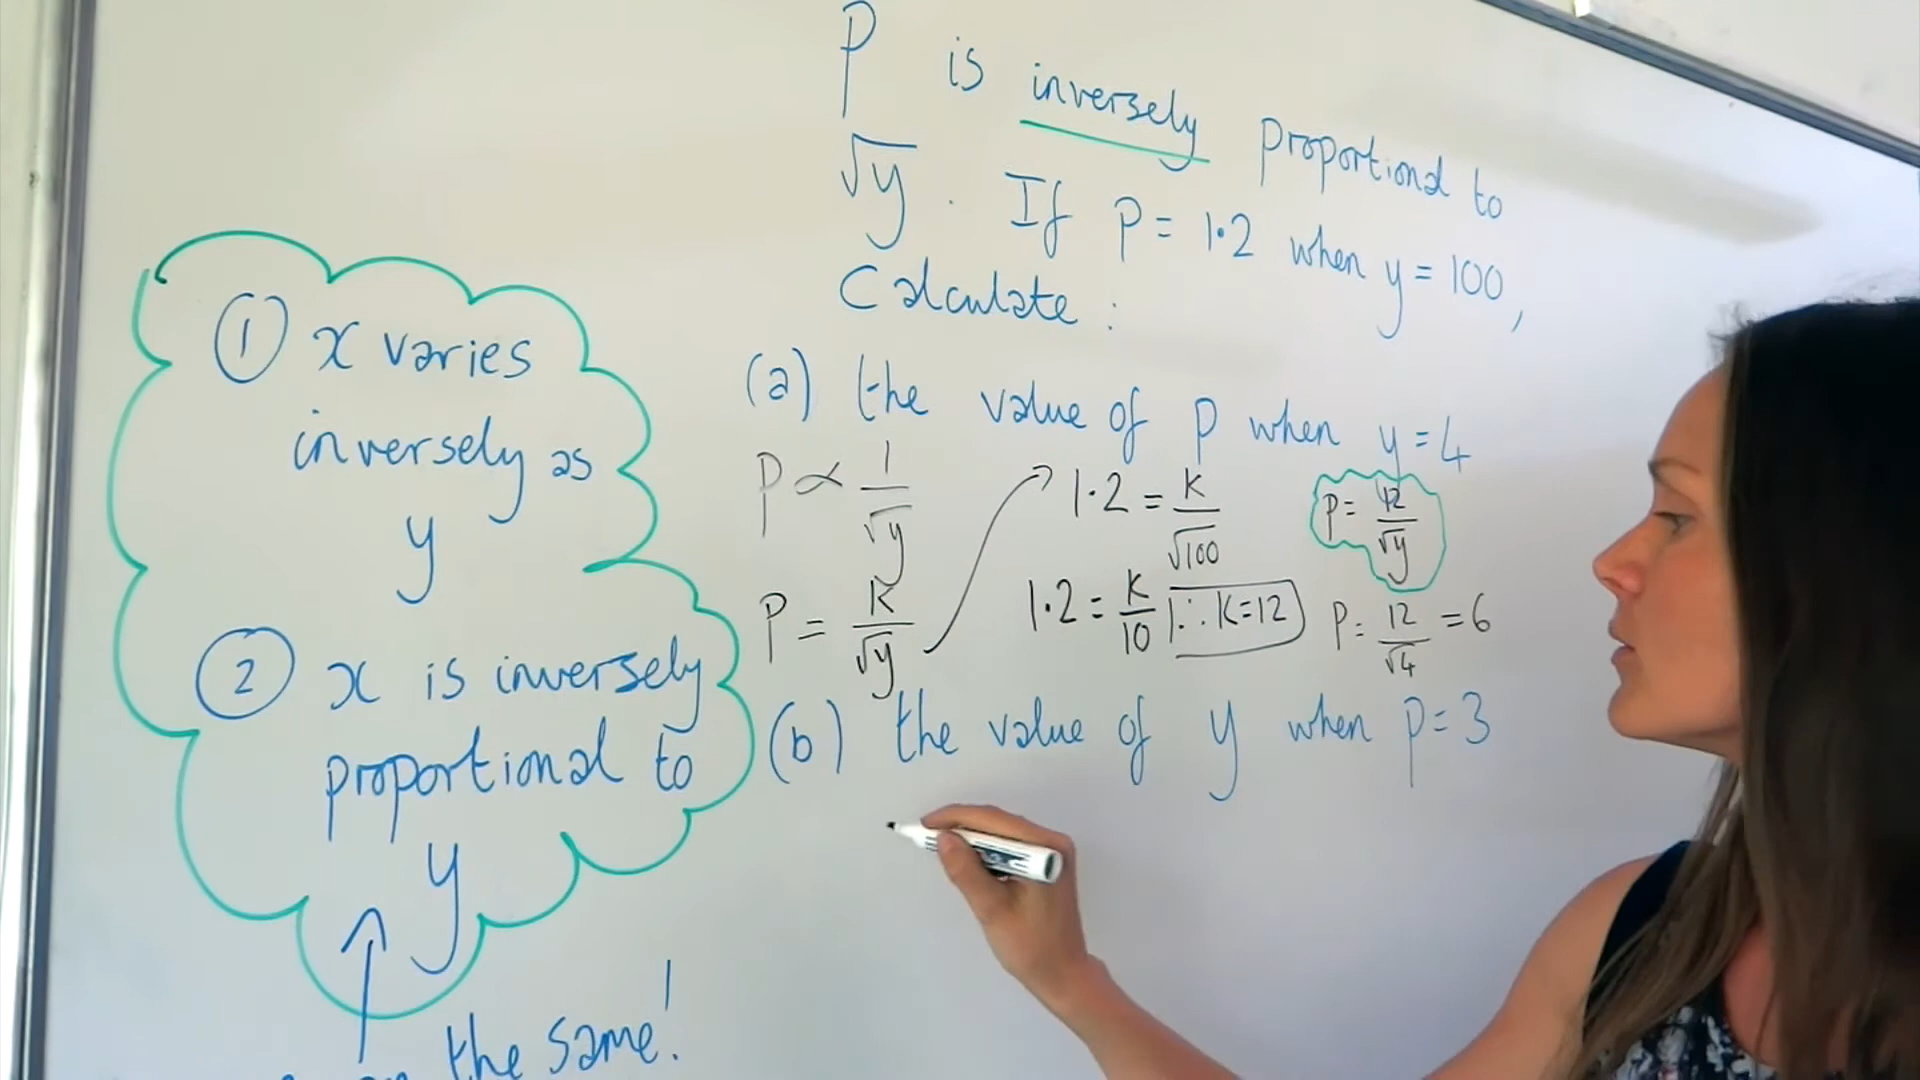 P is inversely proportional to
√y. If P = 1.2 when y = 100,
Calculate:
(a) the value of P when y = 4
P ∝ 1/√y
P = K/√y
1.2 = K/√100
1.2 = K/10 ∴ K = 12
P = 12/√y
P = 12/√4 = 6
(b) the value of y when P = 3
① x varies
inversely as
y
② x is inversely
proportional to
y
the same!